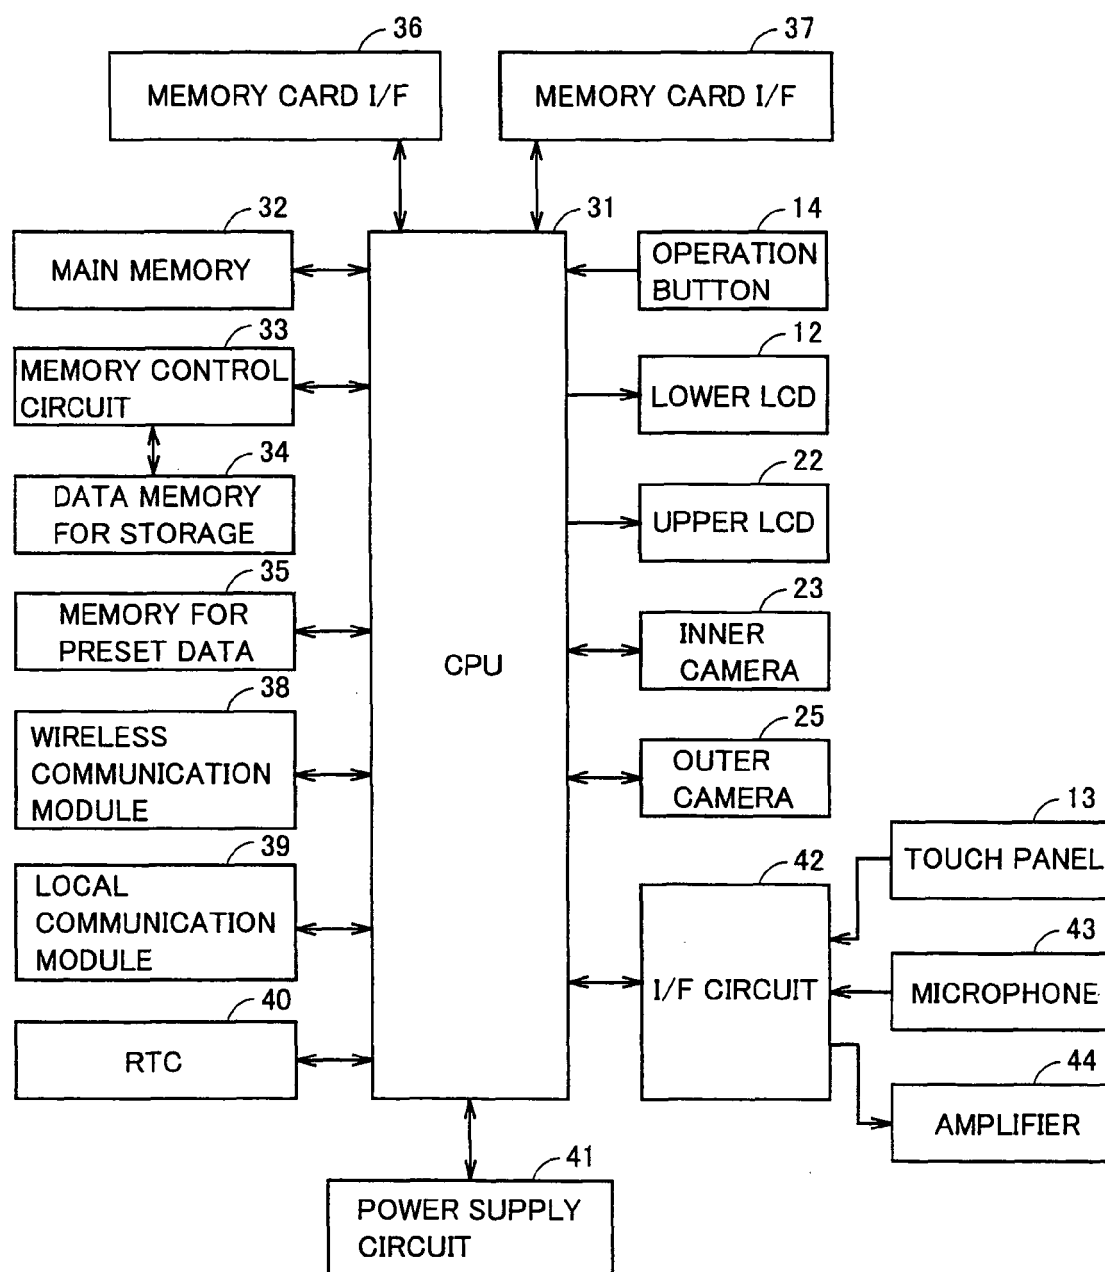 36
37
MEMORY CARD I/F
MEMORY CARD I/F
32
31
14
MAIN MEMORY
OPERATION
BUTTON
33
12
MEMORY CONTROL
CIRCUIT
LOWER LCD
34
22
DATA MEMORY
FOR STORAGE
UPPER LCD
35
23
MEMORY FOR
PRESET DATA
INNER
CAMERA
CPU
38
25
WIRELESS
COMMUNICATION
MODULE
OUTER
CAMERA
13
TOUCH PANEL
39
42
LOCAL
COMMUNICATION
MODULE
43
I/F CIRCUIT
MICROPHONE
40
RTC
44
AMPLIFIER
41
POWER SUPPLY
CIRCUIT